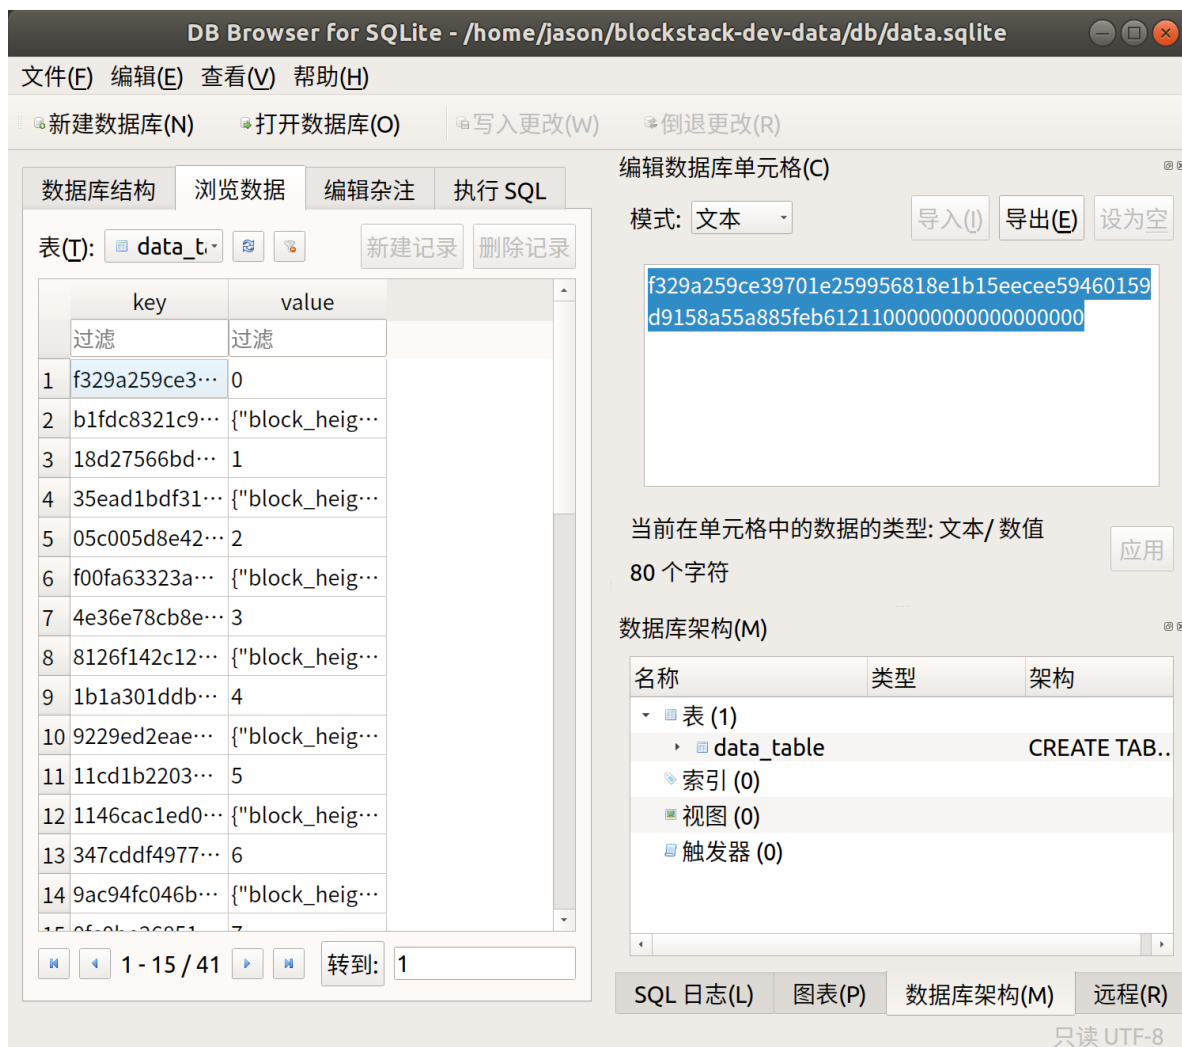 DB Browser for SQLite - /home/jason/blockstack-dev-data/db/data.sqlite
文件(F) 编辑(E) 查看(V) 帮助(H)
新建数据库(N) 打开数据库(O) 写入更改(W) 倒退更改(R)
数据库结构 浏览数据 编辑杂注 执行 SQL
表(T): data_ta
新建记录 删除记录
key value
过滤 过滤
1 f329a259ce3… 0
2 b1fdc8321c9… {"block_heig…
3 18d27566bd… 1
4 35ead1bdf31… {"block_heig…
5 05c005d8e42… 2
6 f00fa63323a… {"block_heig…
7 4e36e78cb8e… 3
8 8126f142c12… {"block_heig…
9 1b1a301ddb… 4
10 9229ed2eae… {"block_heig…
11 11cd1b2203… 5
12 1146cac1ed0… {"block_heig…
13 347cddf4977… 6
14 9ac94fc046b… {"block_heig…
1 - 15 / 41 转到: 1
编辑数据库单元格(C)
模式: 文本 导入(I) 导出(E) 设为空
f329a259ce39701e259956818e1b15eecee59460159
d9158a55a885feb6121100000000000000000
当前在单元格中的数据的类型: 文本/ 数值
80 个字符
应用
数据库架构(M)
名称 类型 架构
表 (1)
data_table CREATE TAB..
索引 (0)
视图 (0)
触发器 (0)
SQL 日志(L) 图表(P) 数据库架构(M) 远程(R)
只读 UTF-8